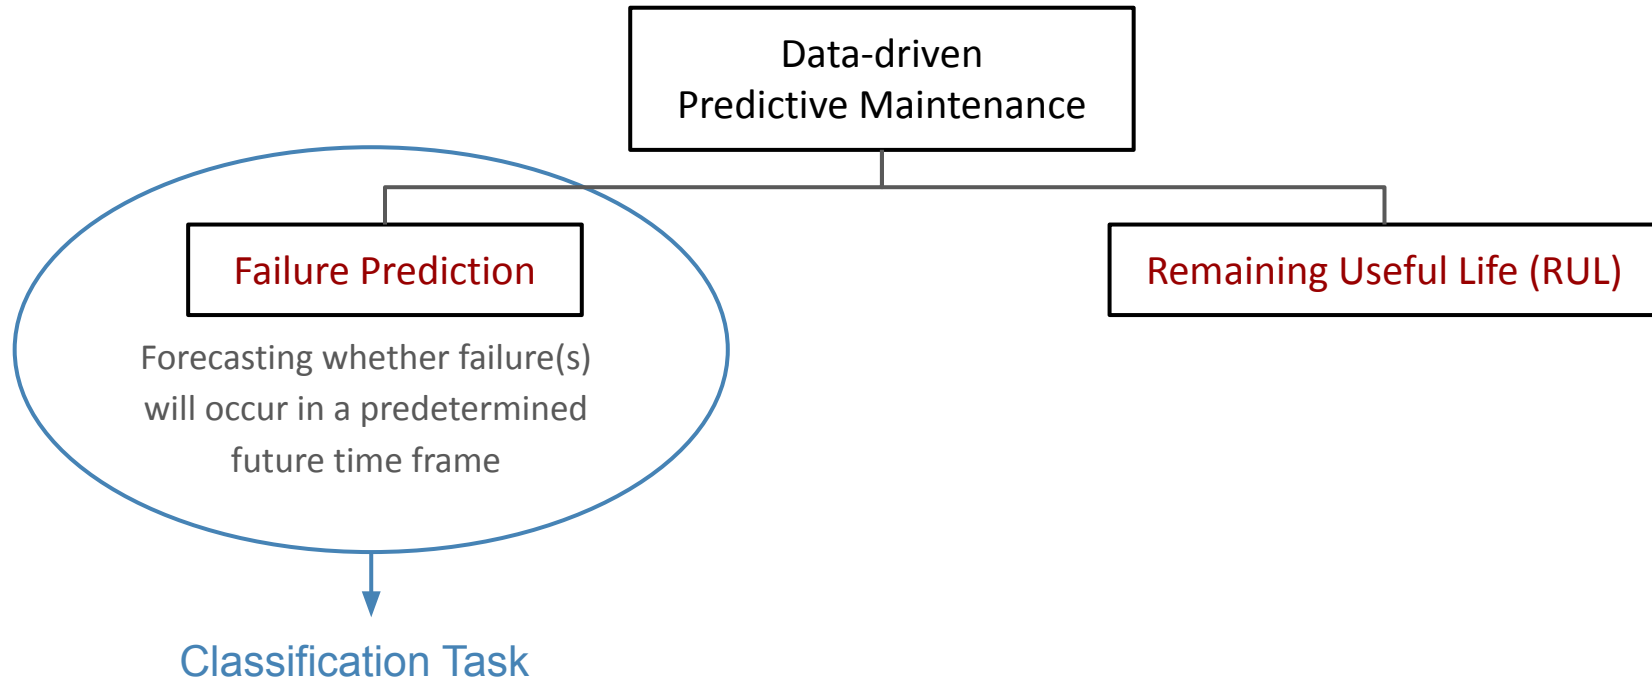 Data-driven
Predictive Maintenance
Failure Prediction
Remaining Useful Life (RUL)
Forecasting whether failure(s)
will occur in a predetermined
future time frame
Classification Task